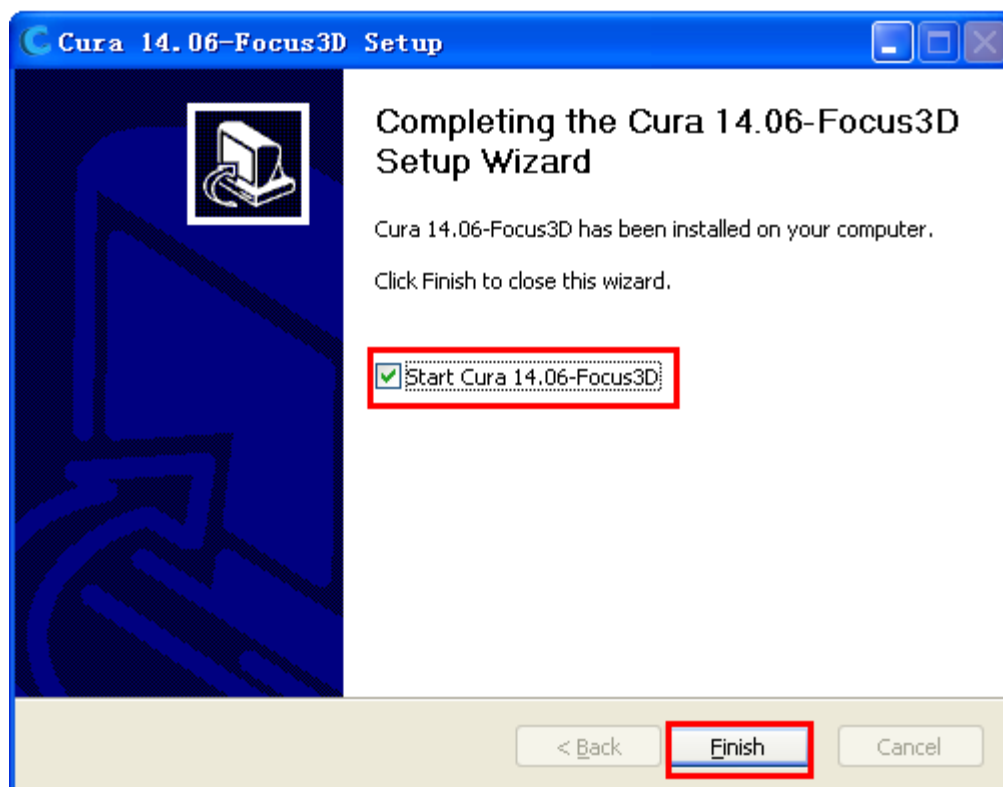 Cura 14.06-Focus3D Setup
Completing the Cura 14.06-Focus3D
Setup Wizard
Cura 14.06-Focus3D has been installed on your computer.
Click Finish to close this wizard.
Start Cura 14.06-Focus3D
< Back Finish Cancel